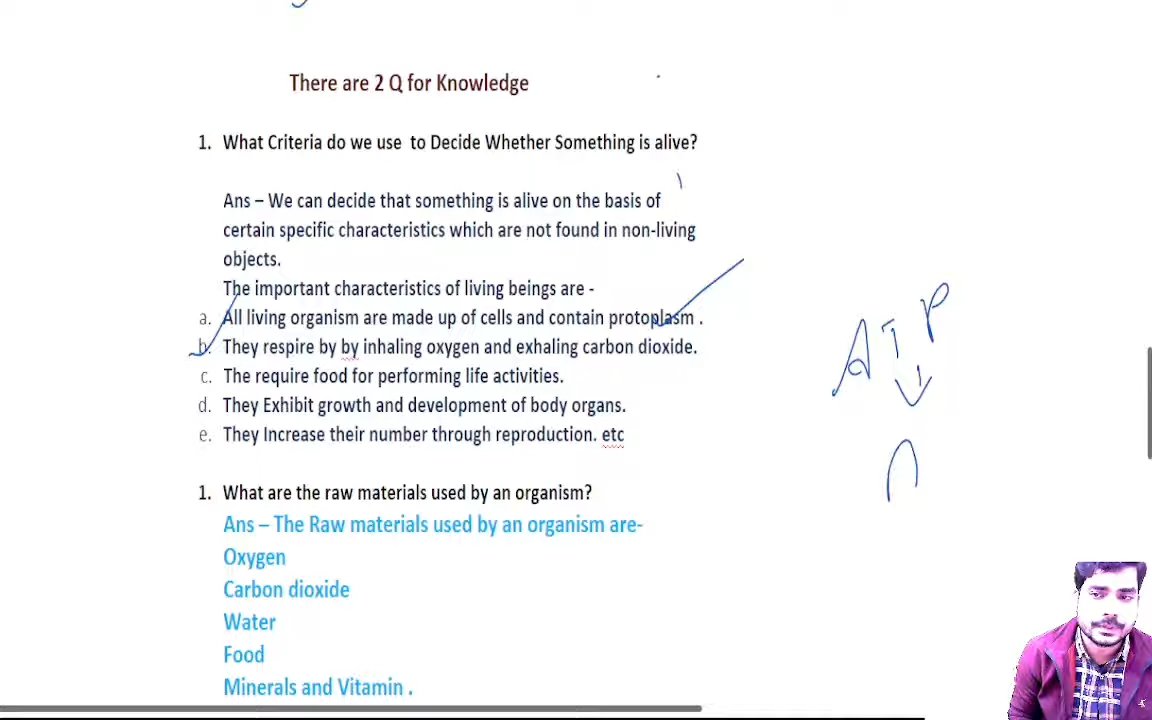 There are 2 Q for Knowledge
1. What Criteria do we use to Decide Whether Something is alive?
Ans – We can decide that something is alive on the basis of
certain specific characteristics which are not found in non-living
objects.
The important characteristics of living beings are -
a. All living organism are made up of cells and contain protoplasm .
b. They respire by by inhaling oxygen and exhaling carbon dioxide.
c. The require food for performing life activities.
d. They Exhibit growth and development of body organs.
e. They Increase their number through reproduction. etc
ATP
1. What are the raw materials used by an organism?
Ans – The Raw materials used by an organism are-
Oxygen
Carbon dioxide
Water
Food
Minerals and Vitamin .